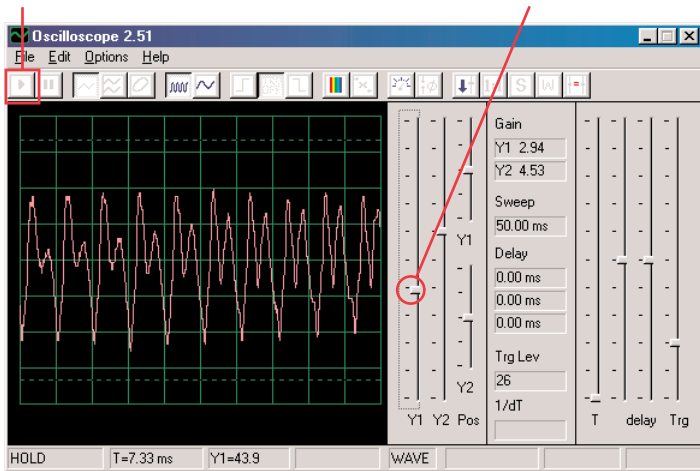 Oscilloscope 2.51
File Edit Options Help
Gain
Y1 2.94
Y2 4.53
Sweep
50.00 ms
Delay
0.00 ms
0.00 ms
0.00 ms
Trg Lev
26
1/dT
Y1
Y2
Y1 Y2 Pos
T delay Trg
HOLD T=7.33 ms Y1=43.9 WAVE